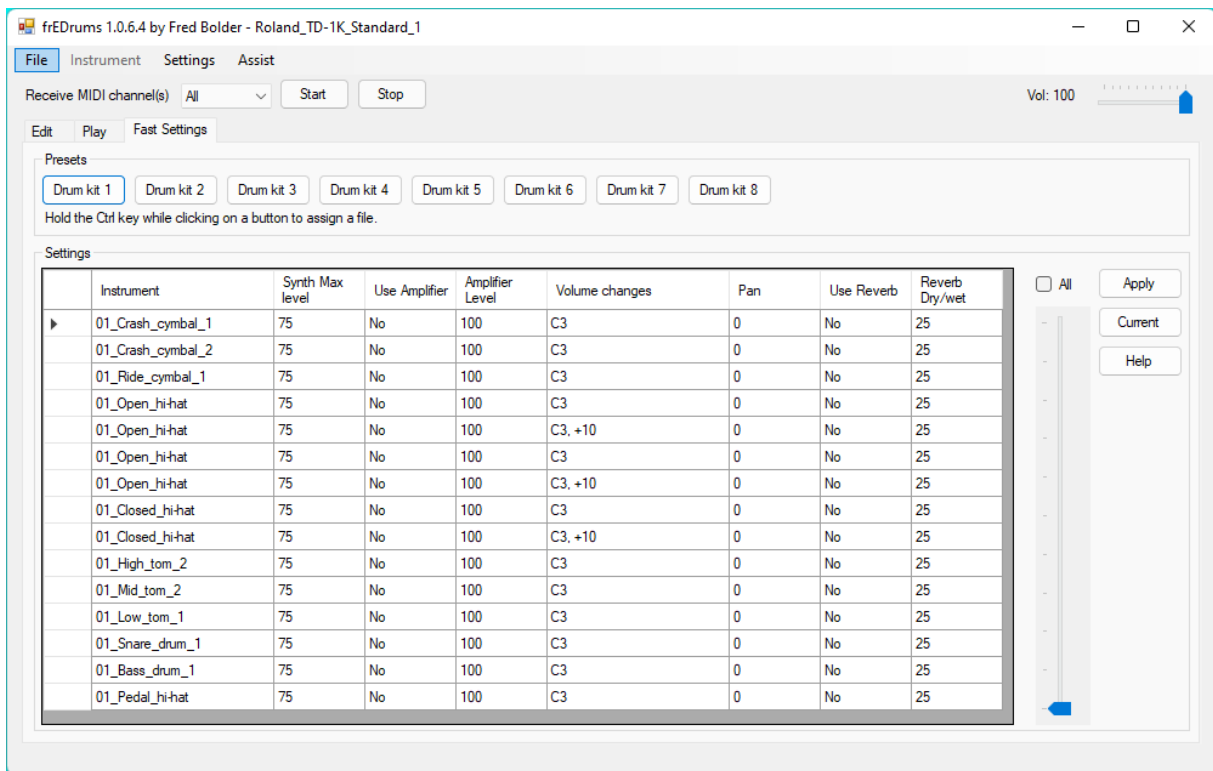 frEDrums 1.0.6.4 by Fred Bolder - Roland_TD-1K_Standard_1
File Instrument Settings Assist
Receive MIDI channel(s) All Start Stop Vol: 100
Edit Play Fast Settings
Presets
Drum kit 1 Drum kit 2 Drum kit 3 Drum kit 4 Drum kit 5 Drum kit 6 Drum kit 7 Drum kit 8
Hold the Ctrl key while clicking on a button to assign a file.
Settings
Instrument Synth Max level Use Amplifier Amplifier Level Volume changes Pan Use Reverb Reverb Dry/wet All Apply
01_Crash_cymbal_1 75 No 100 C3 0 No 25 Current
01_Crash_cymbal_2 75 No 100 C3 0 No 25
01_Ride_cymbal_1 75 No 100 C3 0 No 25 Help
01_Open_hi-hat 75 No 100 C3 0 No 25
01_Open_hi-hat 75 No 100 C3, +10 0 No 25
01_Open_hi-hat 75 No 100 C3 0 No 25
01_Open_hi-hat 75 No 100 C3, +10 0 No 25
01_Closed_hi-hat 75 No 100 C3 0 No 25
01_Closed_hi-hat 75 No 100 C3, +10 0 No 25
01_High_tom_2 75 No 100 C3 0 No 25
01_Mid_tom_2 75 No 100 C3 0 No 25
01_Low_tom_1 75 No 100 C3 0 No 25
01_Snare_drum_1 75 No 100 C3 0 No 25
01_Bass_drum_1 75 No 100 C3 0 No 25
01_Pedal_hi-hat 75 No 100 C3 0 No 25